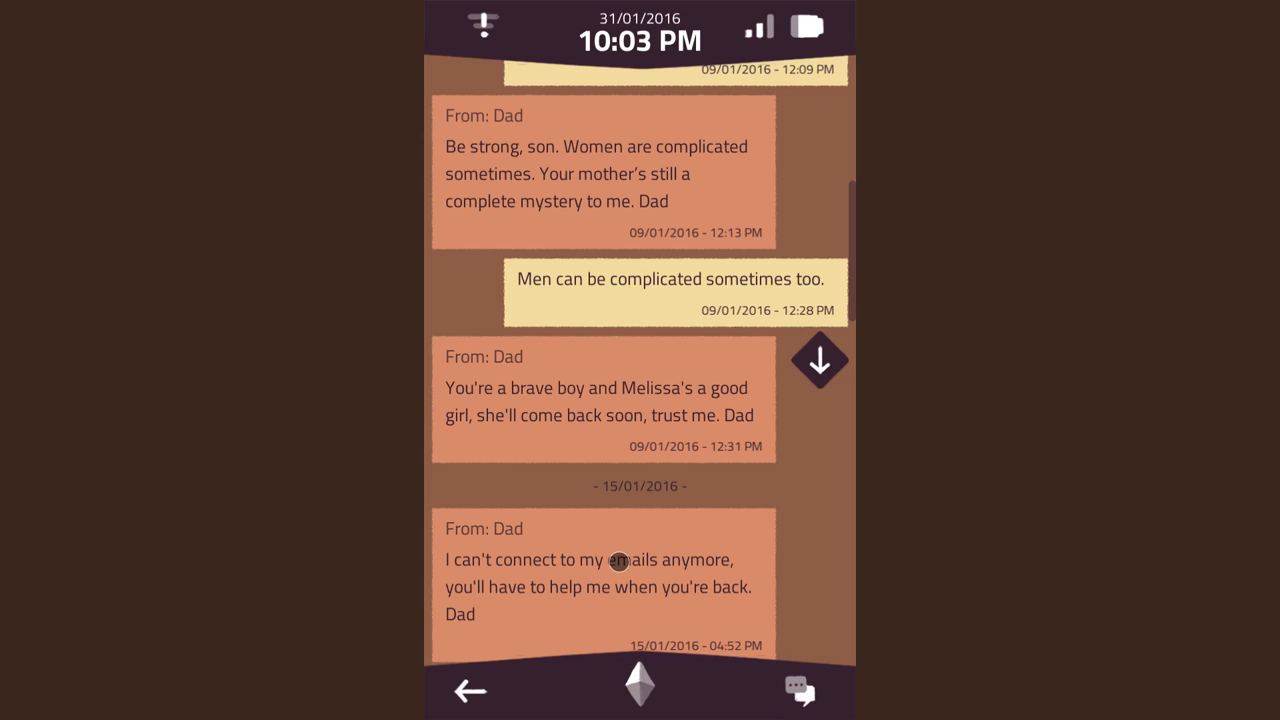 31/01/2016
10:03 PM
09/01/2016 - 12:09 PM
From: Dad
Be strong, son. Women are complicated
sometimes. Your mother’s still a
complete mystery to me. Dad
09/01/2016 - 12:13 PM
Men can be complicated sometimes too.
09/01/2016 - 12:28 PM
From: Dad
You're a brave boy and Melissa's a good
girl, she'll come back soon, trust me. Dad
09/01/2016 - 12:31 PM
- 15/01/2016 -
From: Dad
I can't connect to my emails anymore,
you'll have to help me when you're back.
Dad
15/01/2016 - 04:52 PM